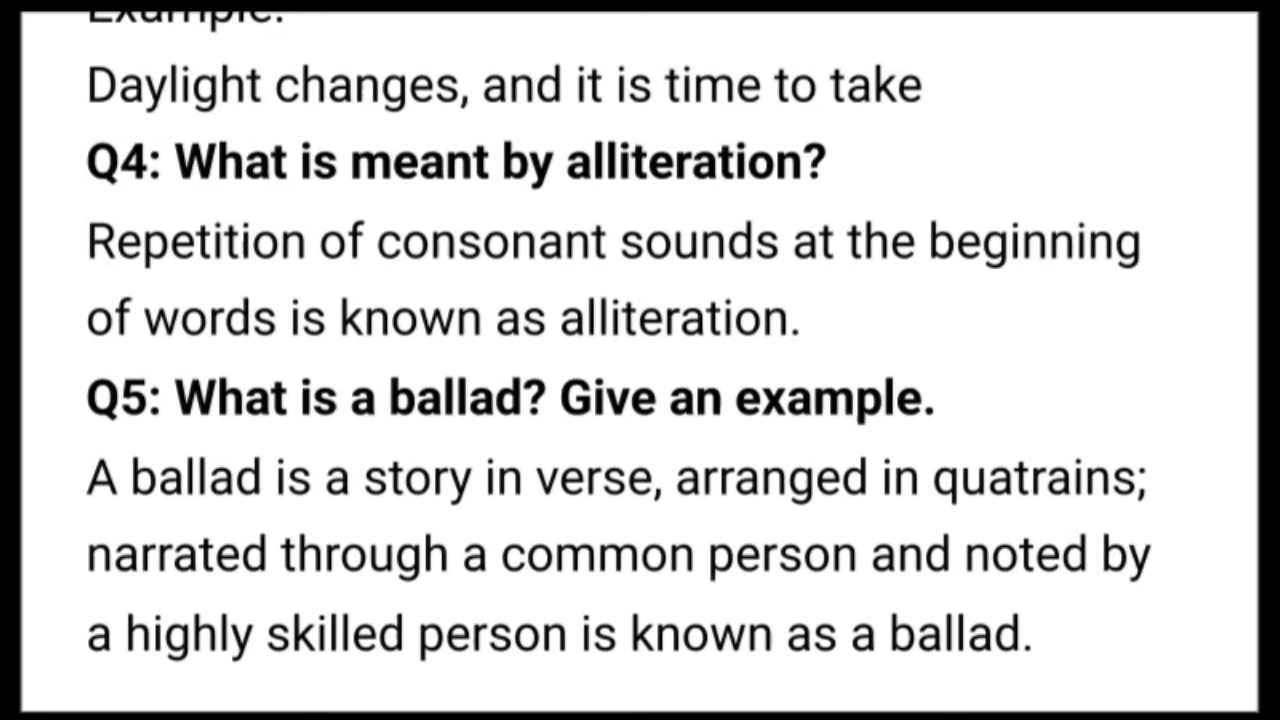 Example:
Daylight changes, and it is time to take
Q4: What is meant by alliteration?
Repetition of consonant sounds at the beginning
of words is known as alliteration.
Q5: What is a ballad? Give an example.
A ballad is a story in verse, arranged in quatrains;
narrated through a common person and noted by
a highly skilled person is known as a ballad.